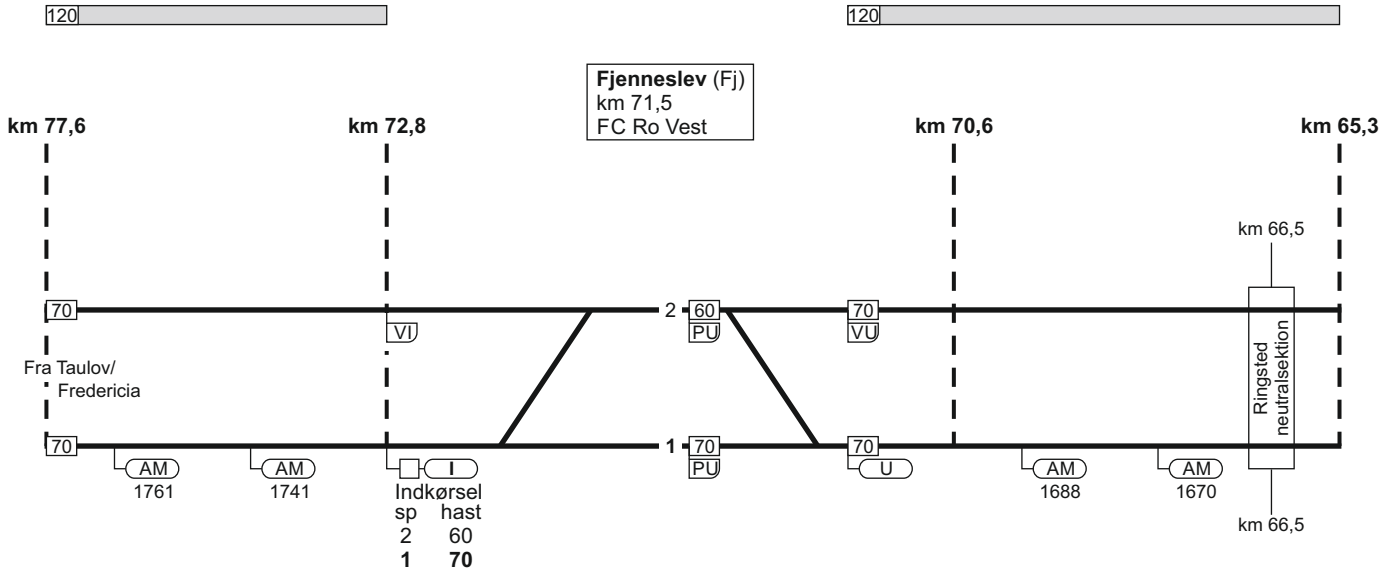 120
120
Fjenneslev (Fj)
km 71,5
FC Ro Vest
km 77,6
km 72,8
km 70,6
km 65,3
km 66,5
70
2
60
70
VI
PU
VU
Fra Taulov/
Fredericia
Ringsted
neutralsektion
70
1
70
70
AM
1761
AM
1741
I
PU
U
AM
1688
AM
1670
Indkørsel
sp hast
2 60
1 70
km 66,5